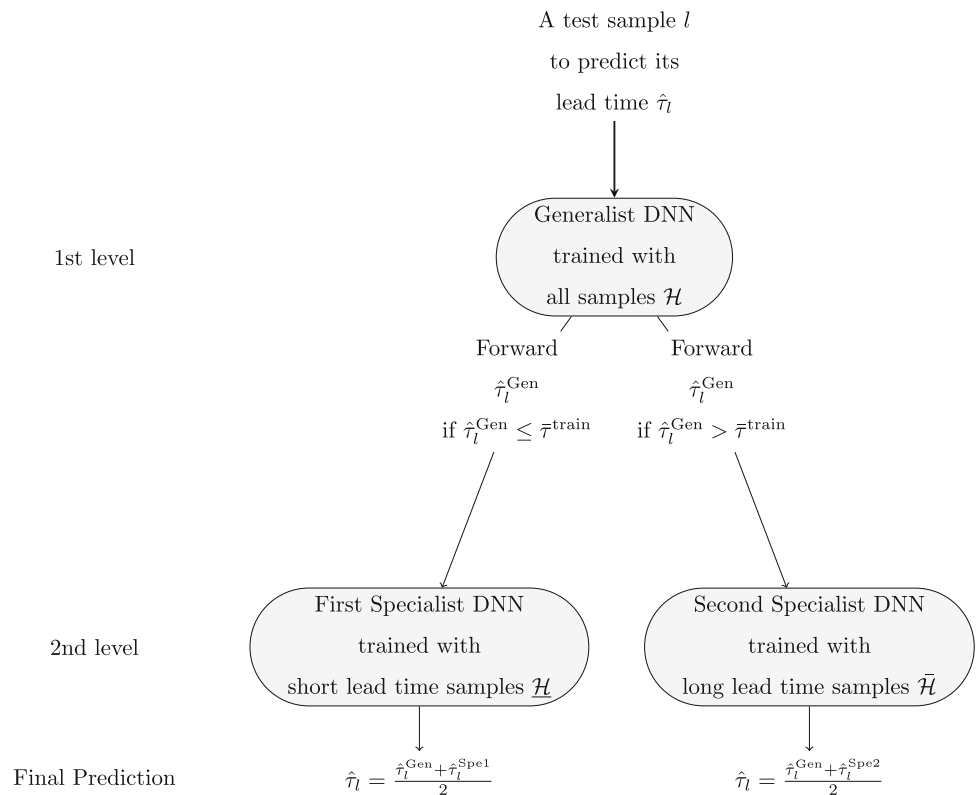 A test sample l
to predict its
lead time τ̂_l
1st level
Generalist DNN
trained with
all samples ℋ
Forward
τ̂_l^Gen
if τ̂_l^Gen ≤ τ̄^train
Forward
τ̂_l^Gen
if τ̂_l^Gen > τ̄^train
2nd level
First Specialist DNN
trained with
short lead time samples ℋ̲
Second Specialist DNN
trained with
long lead time samples ℋ̄
Final Prediction
τ̂_l = (τ̂_l^Gen + τ̂_l^Spe1)/2
τ̂_l = (τ̂_l^Gen + τ̂_l^Spe2)/2